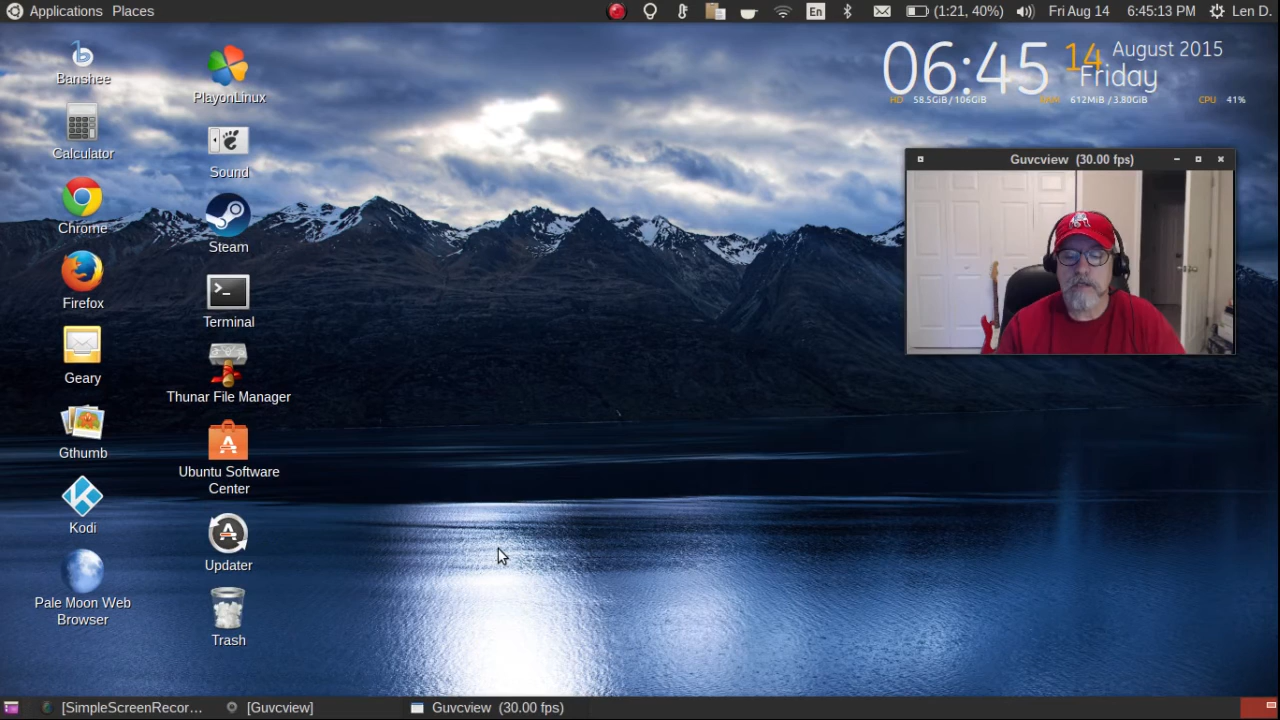 Applications Places
En
(1:21, 40%)
Fri Aug 14
6:45:13 PM
Len D.
Banshee
Calculator
Chrome
Firefox
Geary
Gthumb
Kodi
Pale Moon Web
Browser
PlayonLinux
Sound
Steam
Terminal
Thunar File Manager
Ubuntu Software
Center
Updater
Trash
06:45
14
August 2015
Friday
HD 58.5GiB / 106GiB
612MiB / 3.80GiB
CPU 41%
Guvcview (30.00 fps)
[SimpleScreenRecor...
[Guvcview]
Guvcview (30.00 fps)